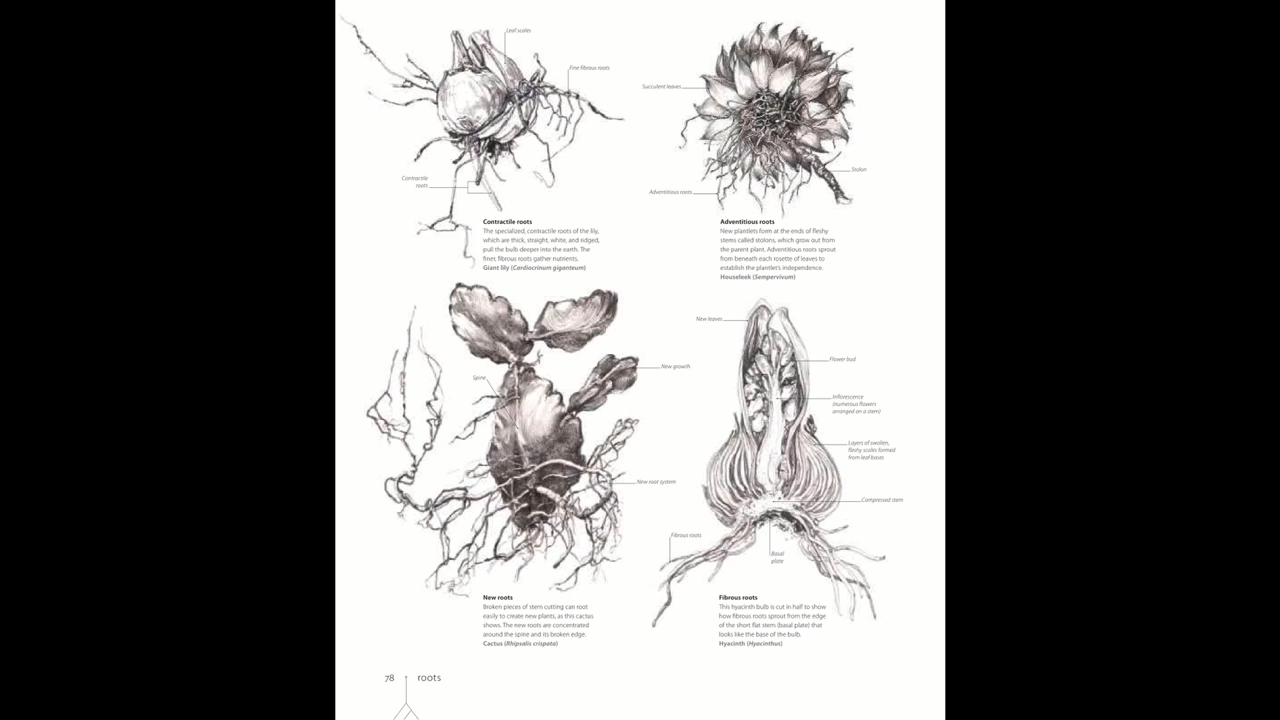 Leaf scales
Fine fibrous roots
Contractile
roots
Contractile roots
The specialized, contractile roots of the lily,
which are thick, straight, white, and ridged,
pull the bulb deeper into the earth. The
finer, fibrous roots gather nutrients.
Giant lily (Cardiocrinum giganteum)
Succulent leaves
Stolon
Adventitious roots
Adventitious roots
New plantlets form at the ends of fleshy
stems called stolons, which grow out from
the parent plant. Adventitious roots sprout
from beneath each rosette of leaves to
establish the plantlet's independence.
Houseleek (Sempervivum)
Spine
New growth
New root system
New roots
Broken pieces of stem cutting can root
easily to create new plants, as this cactus
shows. The new roots are concentrated
around the spine and its broken edge.
Cactus (Rhipsalis crispata)
New leaves
Flower bud
Inflorescence
(numerous flowers
arranged on a stem)
Layers of swollen,
fleshy scales formed
from leaf bases
Compressed stem
Fibrous roots
Basal
plate
Fibrous roots
This hyacinth bulb is cut in half to show
how fibrous roots sprout from the edge
of the short flat stem (basal plate) that
looks like the base of the bulb.
Hyacinth (Hyacinthus)
78 roots